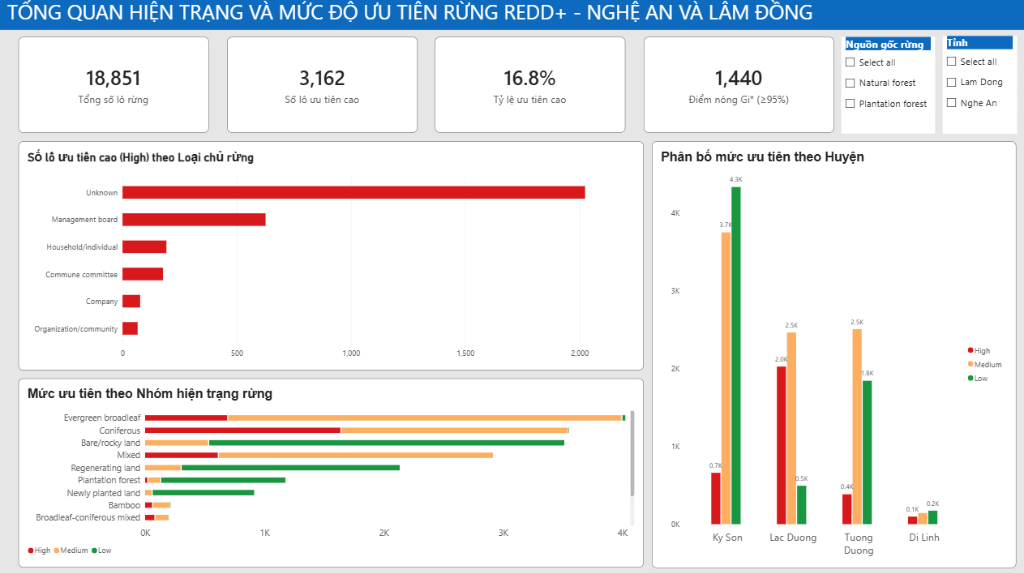 TỔNG QUAN HIỆN TRẠNG VÀ MỨC ĐỘ ƯU TIÊN RỪNG REDD+ - NGHỆ AN VÀ LÂM ĐỒNG
18,851
Tổng số lô rừng
3,162
Số lô ưu tiên cao
16.8%
Tỷ lệ ưu tiên cao
1,440
Điểm nóng Gi* (≥95%)
Nguồn gốc rừng
Select all
Natural forest
Plantation forest
Tỉnh
Select all
Lam Dong
Nghe An
Số lô ưu tiên cao (High) theo Loại chủ rừng
Unknown
Management board
Household/individual
Commune committee
Company
Organization/community
0 500 1,000 1,500 2,000
Mức ưu tiên theo Nhóm hiện trạng rừng
Evergreen broadleaf
Coniferous
Bare/rocky land
Mixed
Regenerating land
Plantation forest
Newly planted land
Bamboo
Broadleaf-coniferous mixed
0K 1K 2K 3K 4K
High Medium Low
Phân bố mức ưu tiên theo Huyện
4K
3K
2K
1K
0K
0.7K 3.7K 4.3K
2.0K 2.5K 0.5K
0.4K 2.5K 1.8K
0.1K 0.2K
Ky Son
Lac Duong
Tuong
Duong
Di Linh
High
Medium
Low